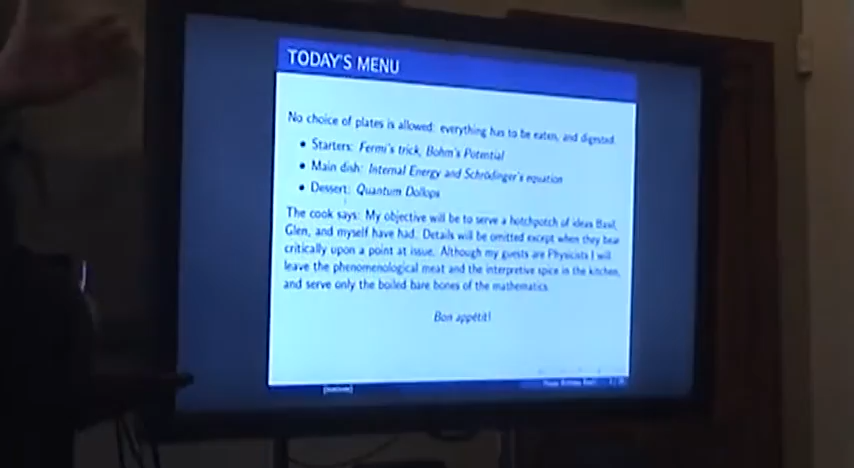 TODAY'S MENU
No choice of plates is allowed: everything has to be eaten, and digested.
• Starters: Fermi's trick, Bohm's Potential
• Main dish: Internal Energy and Schrödinger's equation
• Dessert: Quantum Dollops
The cook says: My objective will be to serve a hotchpotch of ideas Basil,
Glen, and myself have had. Details will be omitted except when they bear
critically upon a point at issue. Although my guests are Physicists I will
leave the phenomenological meat and the interpretive spice in the kitchen,
and serve only the boiled bare bones of the mathematics.
Bon appétit!